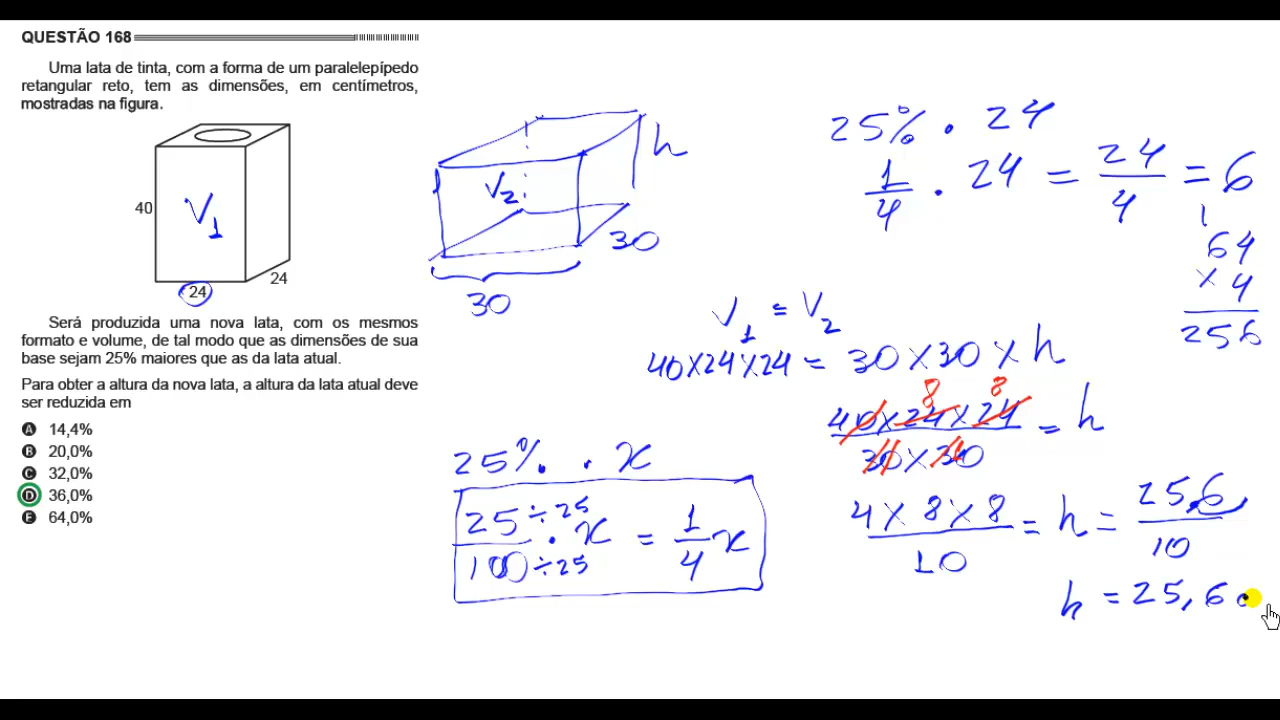 QUESTÃO 168
Uma lata de tinta, com a forma de um paralelepípedo
retangular reto, tem as dimensões, em centímetros,
mostradas na figura.
40
V₁
24
24
Será produzida uma nova lata, com os mesmos
formato e volume, de tal modo que as dimensões de sua
base sejam 25% maiores que as da lata atual.
Para obter a altura da nova lata, a altura da lata atual deve
ser reduzida em
A 14,4%
B 20,0%
C 32,0%
D 36,0%
E 64,0%
V₂
h
30
30
25% · 24
1/4 · 24 = 24/4 = 6
1
64
× 4
256
V₁ = V₂
40×24×24 = 30×30×h
8 8
40×24×24/30×30 = h
4×8×8/10 = h = 25,6/10
h = 25,6
25% · x
25 ÷25/100 ÷25 · x = 1/4 x